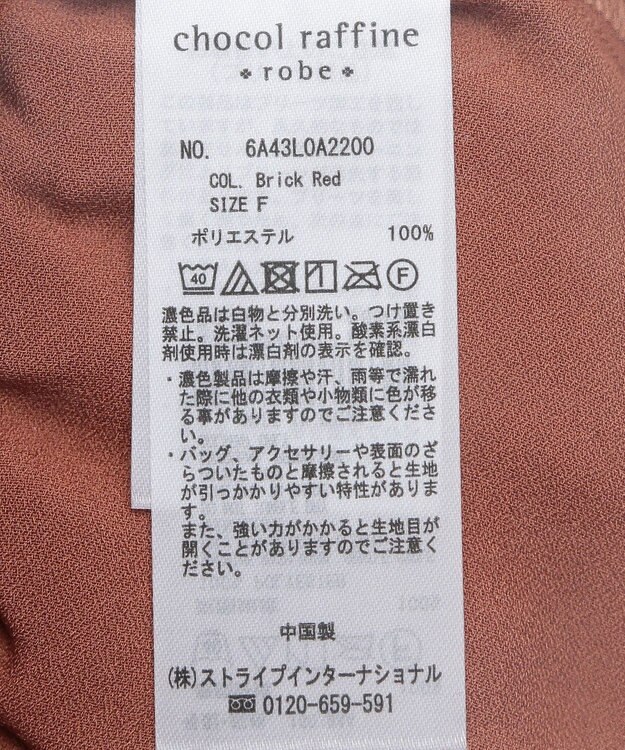 chocol raffine
robe
NO. 6A43L0A2200
COL. Brick Red
SIZE F
ポリエステル 100%
40 F
濃色品は白物と分別洗い。つけ置き
禁止。洗濯ネット使用。酸素系漂白
剤使用時は漂白剤の表示を確認。
・濃色製品は摩擦や汗、雨等で濡れ
た際に他の衣類や小物類に色が移
る事がありますのでご注意くださ
い。
・バッグ、アクセサリーや表面のざ
らついたものと摩擦されると生地
が引っかかりやすい特性がありま
す。
また、強い力がかかると生地目が
開くことがありますのでご注意く
ださい。
中国製
(株)ストライプインターナショナル
0120-659-591